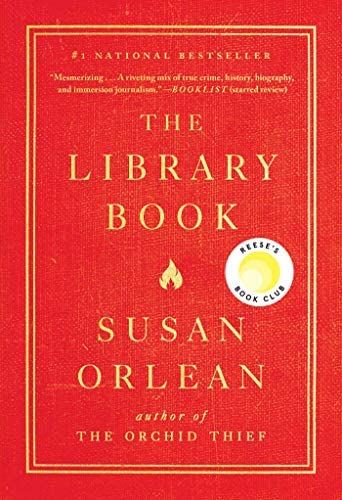 #1 NATIONAL BESTSELLER
“Mesmerizing . . . A riveting mix of true crime, history, biography,
and immersion journalism.” —BOOKLIST (starred review)
THE
LIBRARY
BOOK
REESE'S
BOOK CLUB
SUSAN
ORLEAN
author of
THE ORCHID THIEF